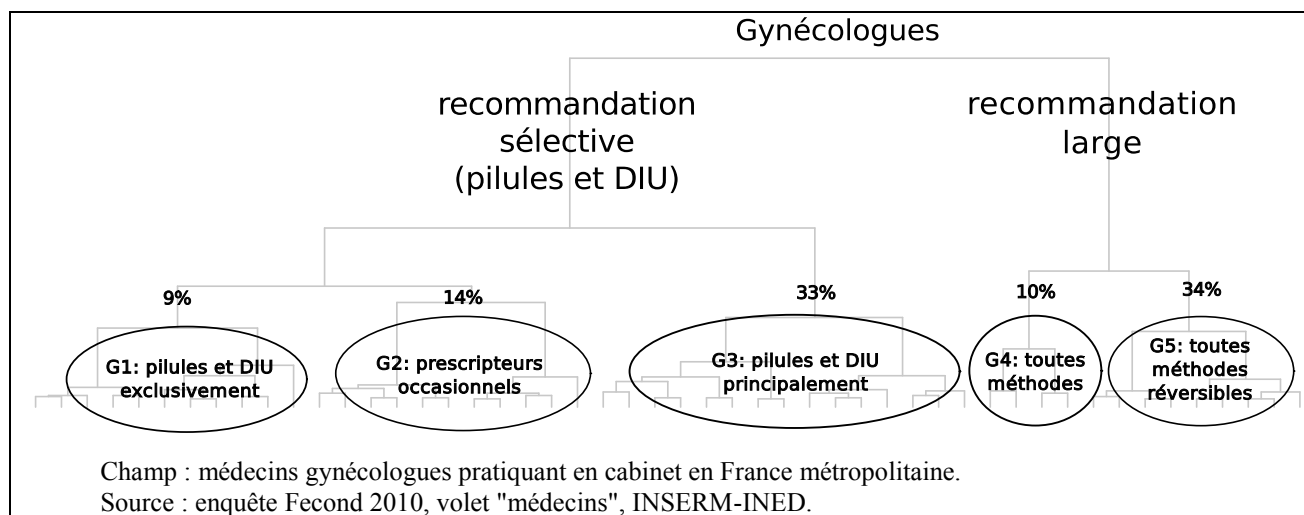 Gynécologues
recommandation
sélective
(pilules et DIU)
recommandation
large
9%
14%
33%
10%
34%
G1: pilules et DIU
exclusivement
G2: prescripteurs
occasionnels
G3: pilules et DIU
principalement
G4: toutes
méthodes
G5: toutes
méthodes
réversibles
Champ : médecins gynécologues pratiquant en cabinet en France métropolitaine.
Source : enquête Fecond 2010, volet "médecins", INSERM-INED.